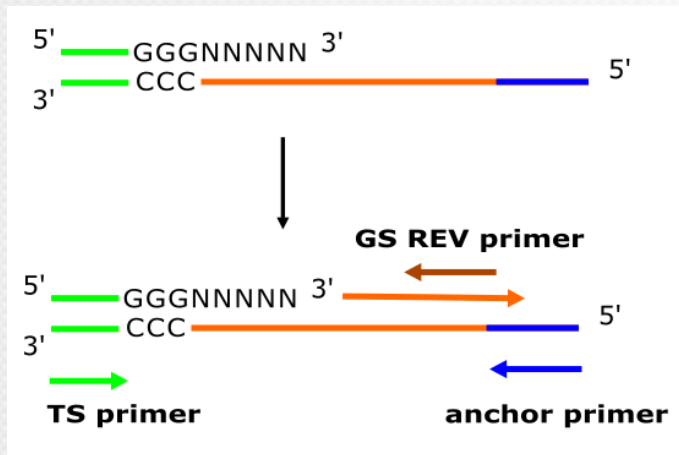 5' GGGNNNNN 3'
3' CCC 5'
GS REV primer
5' GGGNNNNN 3'
3' CCC 5'
TS primer anchor primer